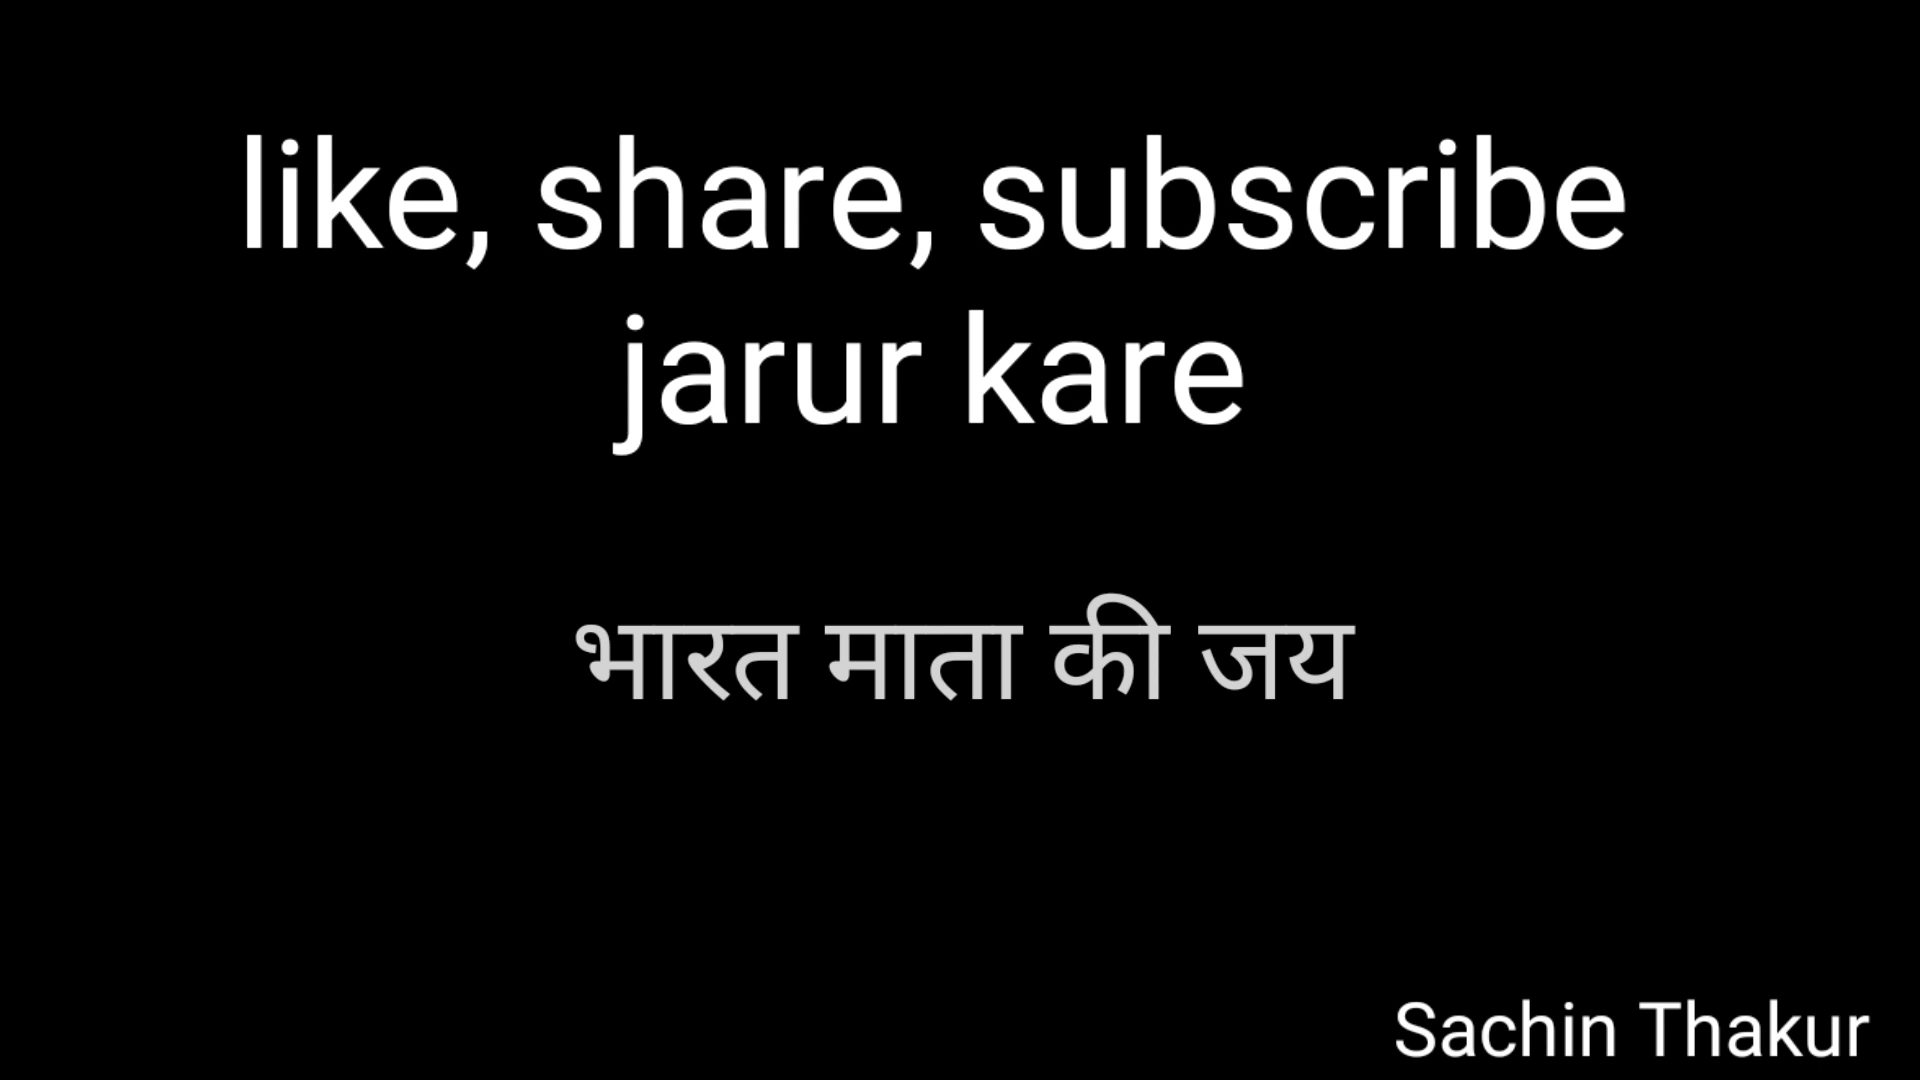 like, share, subscribe
jarur kare
भारत माता की जय
Sachin Thakur